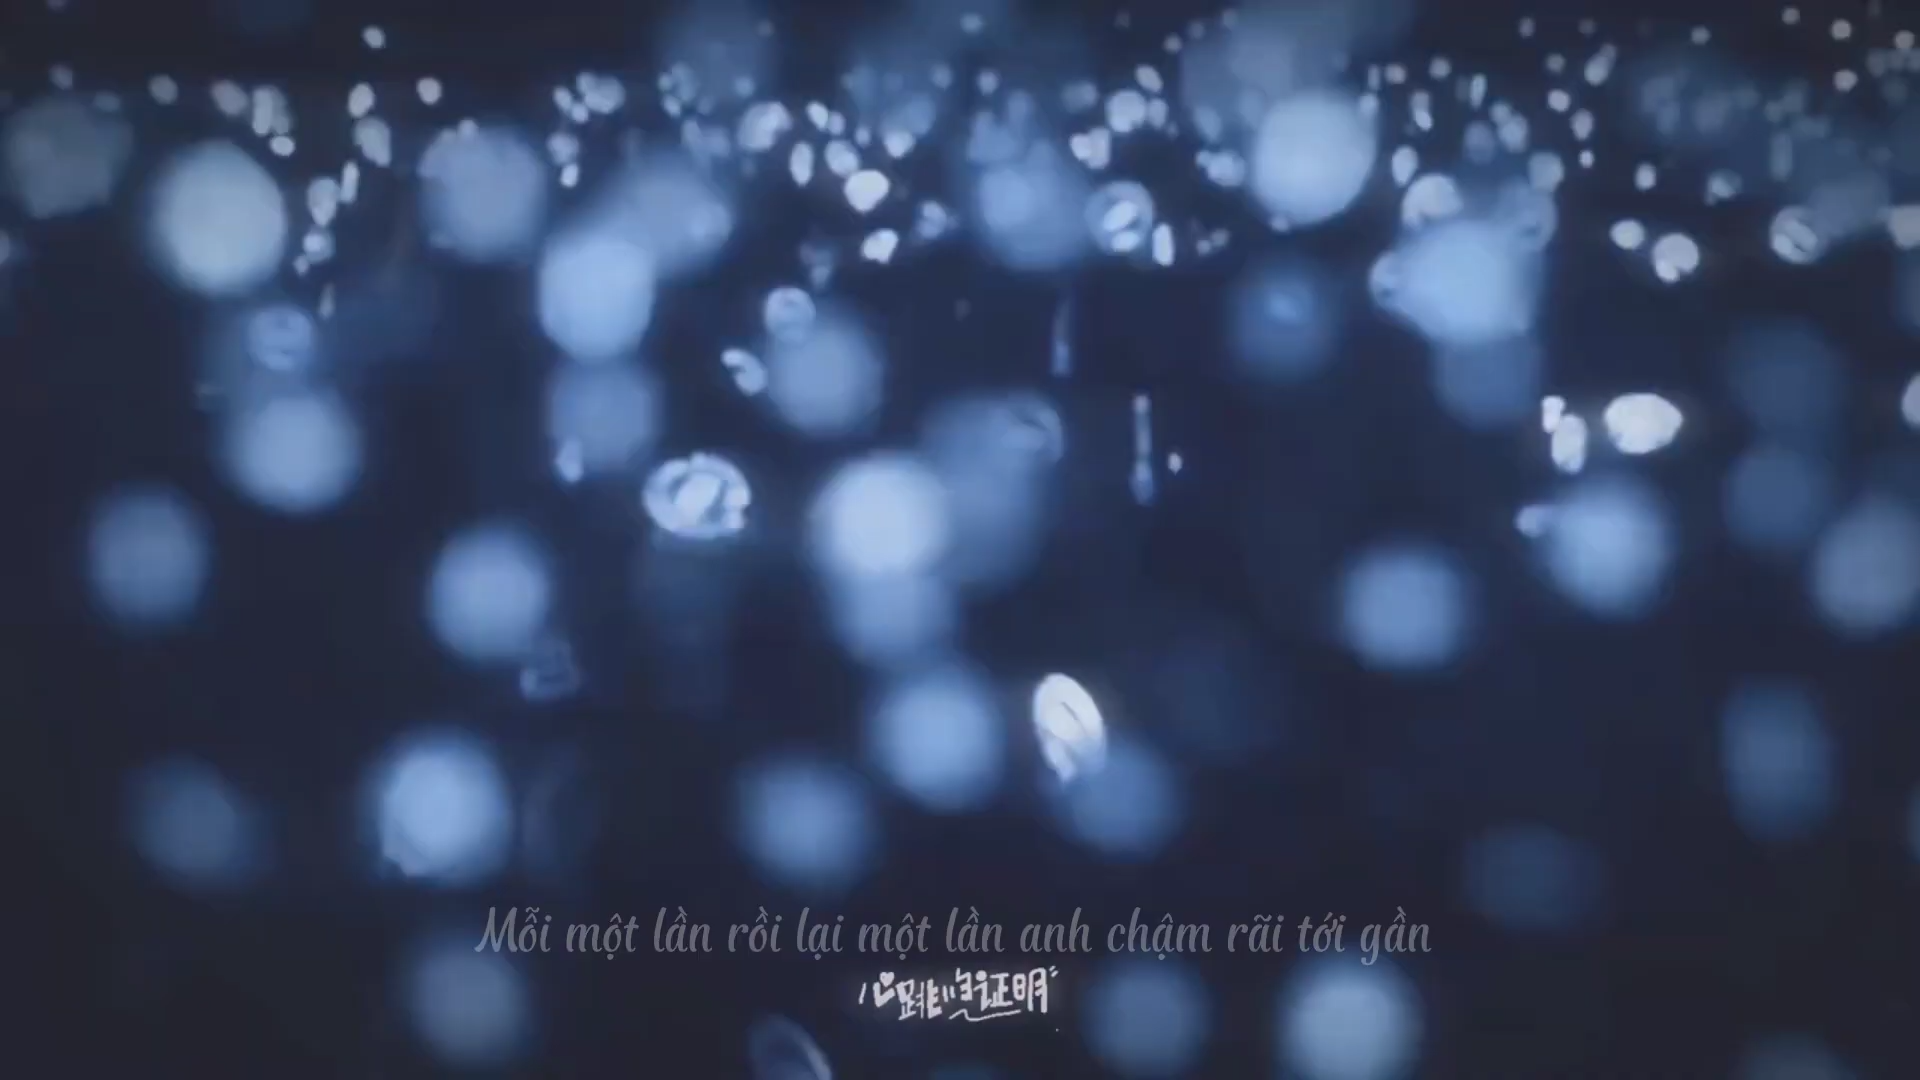 Mỗi một lần rồi lại một lần anh chậm rãi tới gần
心跳的证明